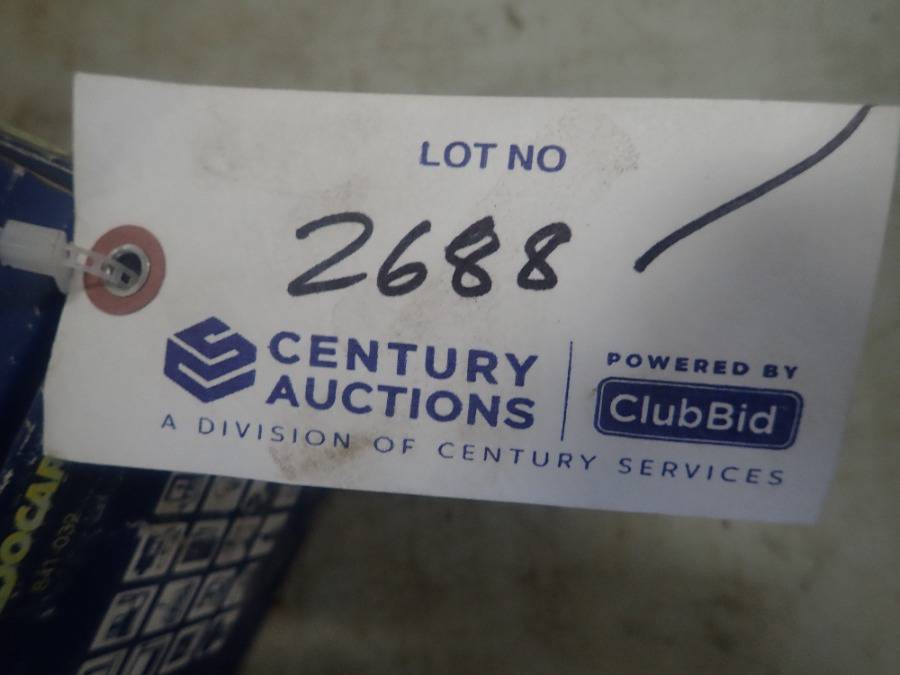 LOT NO
2688
CENTURY
AUCTIONS
A DIVISION OF CENTURY SERVICES
POWERED BY
ClubBid